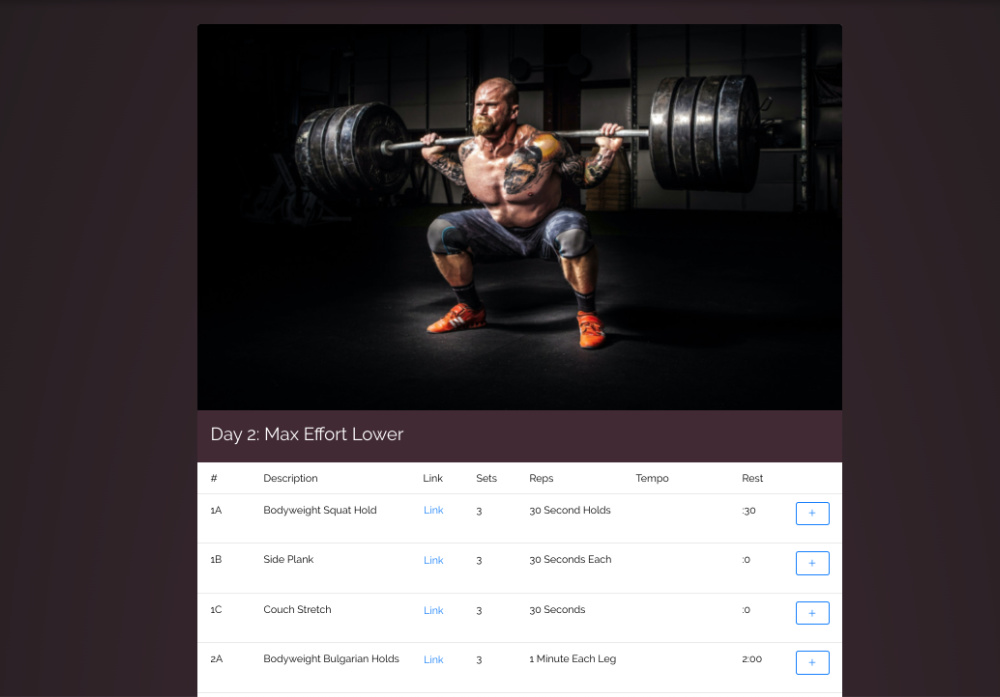 Day 2: Max Effort Lower
# Description Link Sets Reps Tempo Rest
1A Bodyweight Squat Hold Link 3 30 Second Holds :30 +
1B Side Plank Link 3 30 Seconds Each :0 +
1C Couch Stretch Link 3 30 Seconds :0 +
2A Bodyweight Bulgarian Holds Link 3 1 Minute Each Leg 2:00 +